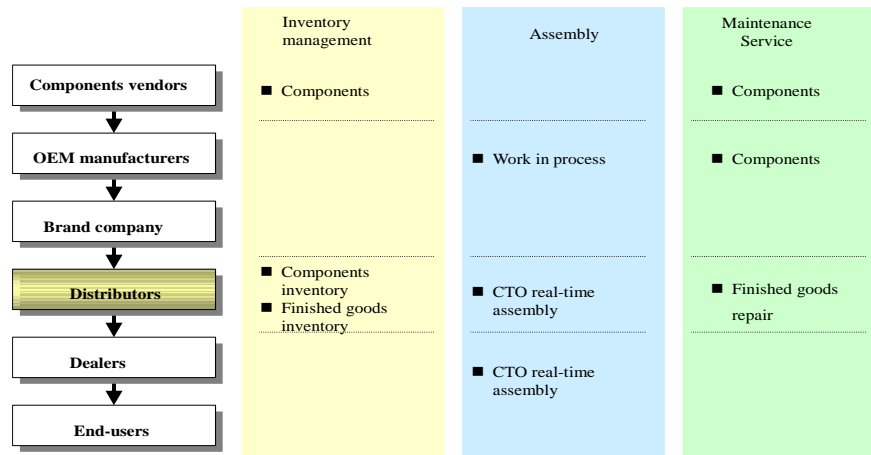 Inventory
management
Assembly
Maintenance
Service
Components vendors
■ Components
■ Components
OEM manufacturers
■ Work in process
■ Components
Brand company
Distributors
■ Components
inventory
■ Finished goods
inventory
■ CTO real-time
assembly
■ Finished goods
repair
Dealers
■ CTO real-time
assembly
End-users